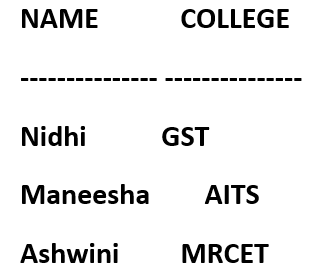 NAME COLLEGE
--------------- ---------------
Nidhi GST
Maneesha AITS
Ashwini MRCET